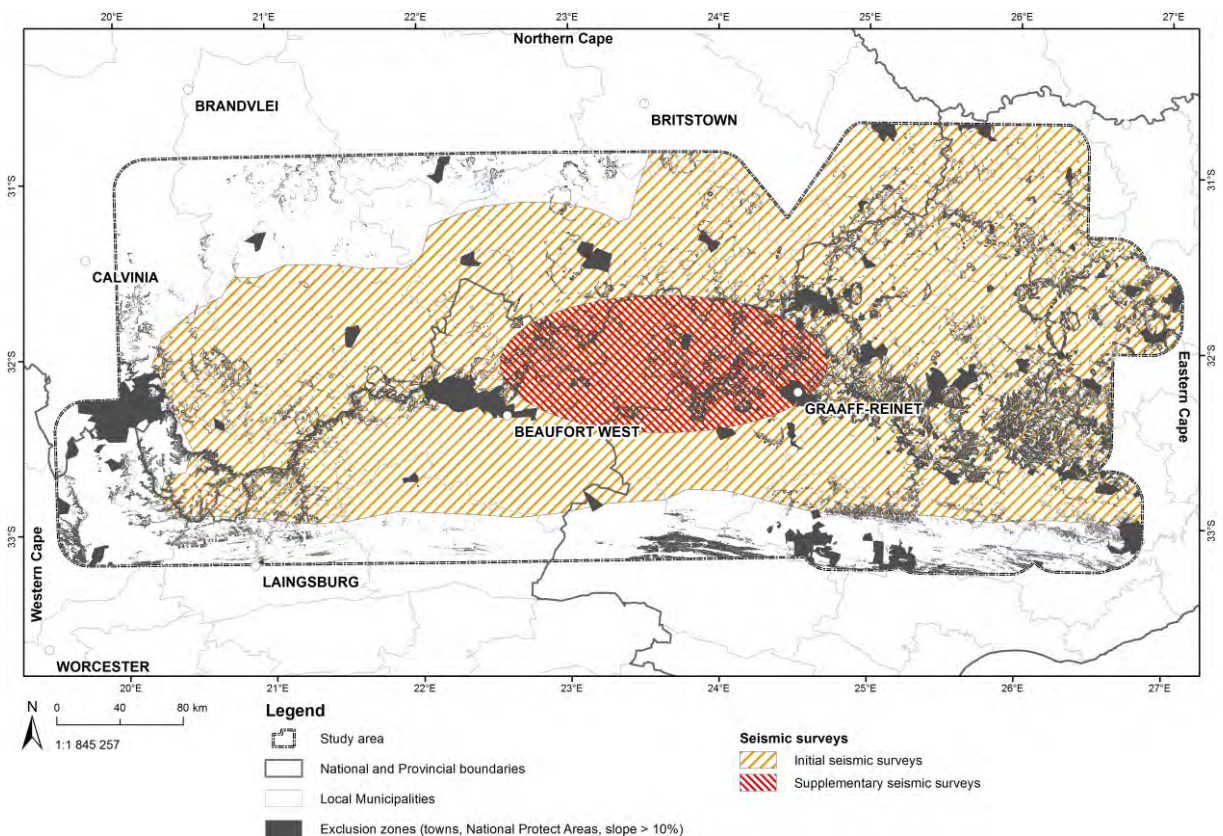 20°E 21°E 22°E 23°E 24°E 25°E 26°E 27°E
Northern Cape
BRANDVLEI
BRITSTOWN
31°S 31°S
CALVINIA
32°S 32°S
Eastern Cape
GRAAFF-REINET
BEAUFORT WEST
33°S 33°S
Western Cape
LAINGSBURG
WORCESTER
20°E 21°E 22°E 23°E 24°E 25°E 26°E 27°E
N
0 40 80 km
1:1 845 257
Legend
Study area
National and Provincial boundaries
Local Municipalities
Exclusion zones (towns, National Protect Areas, slope > 10%)
Seismic surveys
Initial seismic surveys
Supplementary seismic surveys